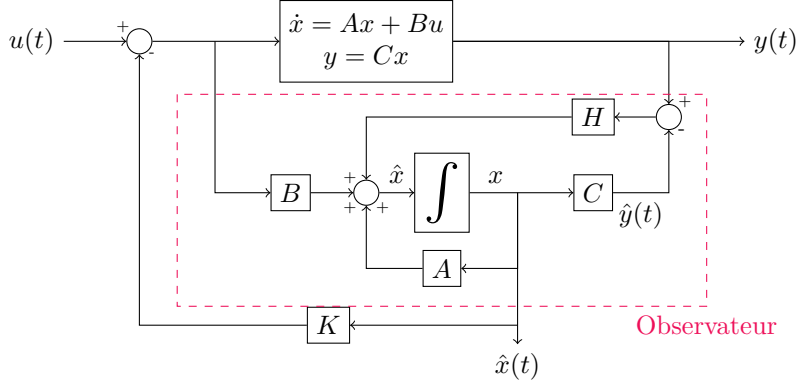 u(t)
+
-
ẋ = Ax + Bu
y = Cx
y(t)
+
-
H
B
+
+
+
x̂
∫
x
C
ŷ(t)
A
K
Observateur
x̂(t)